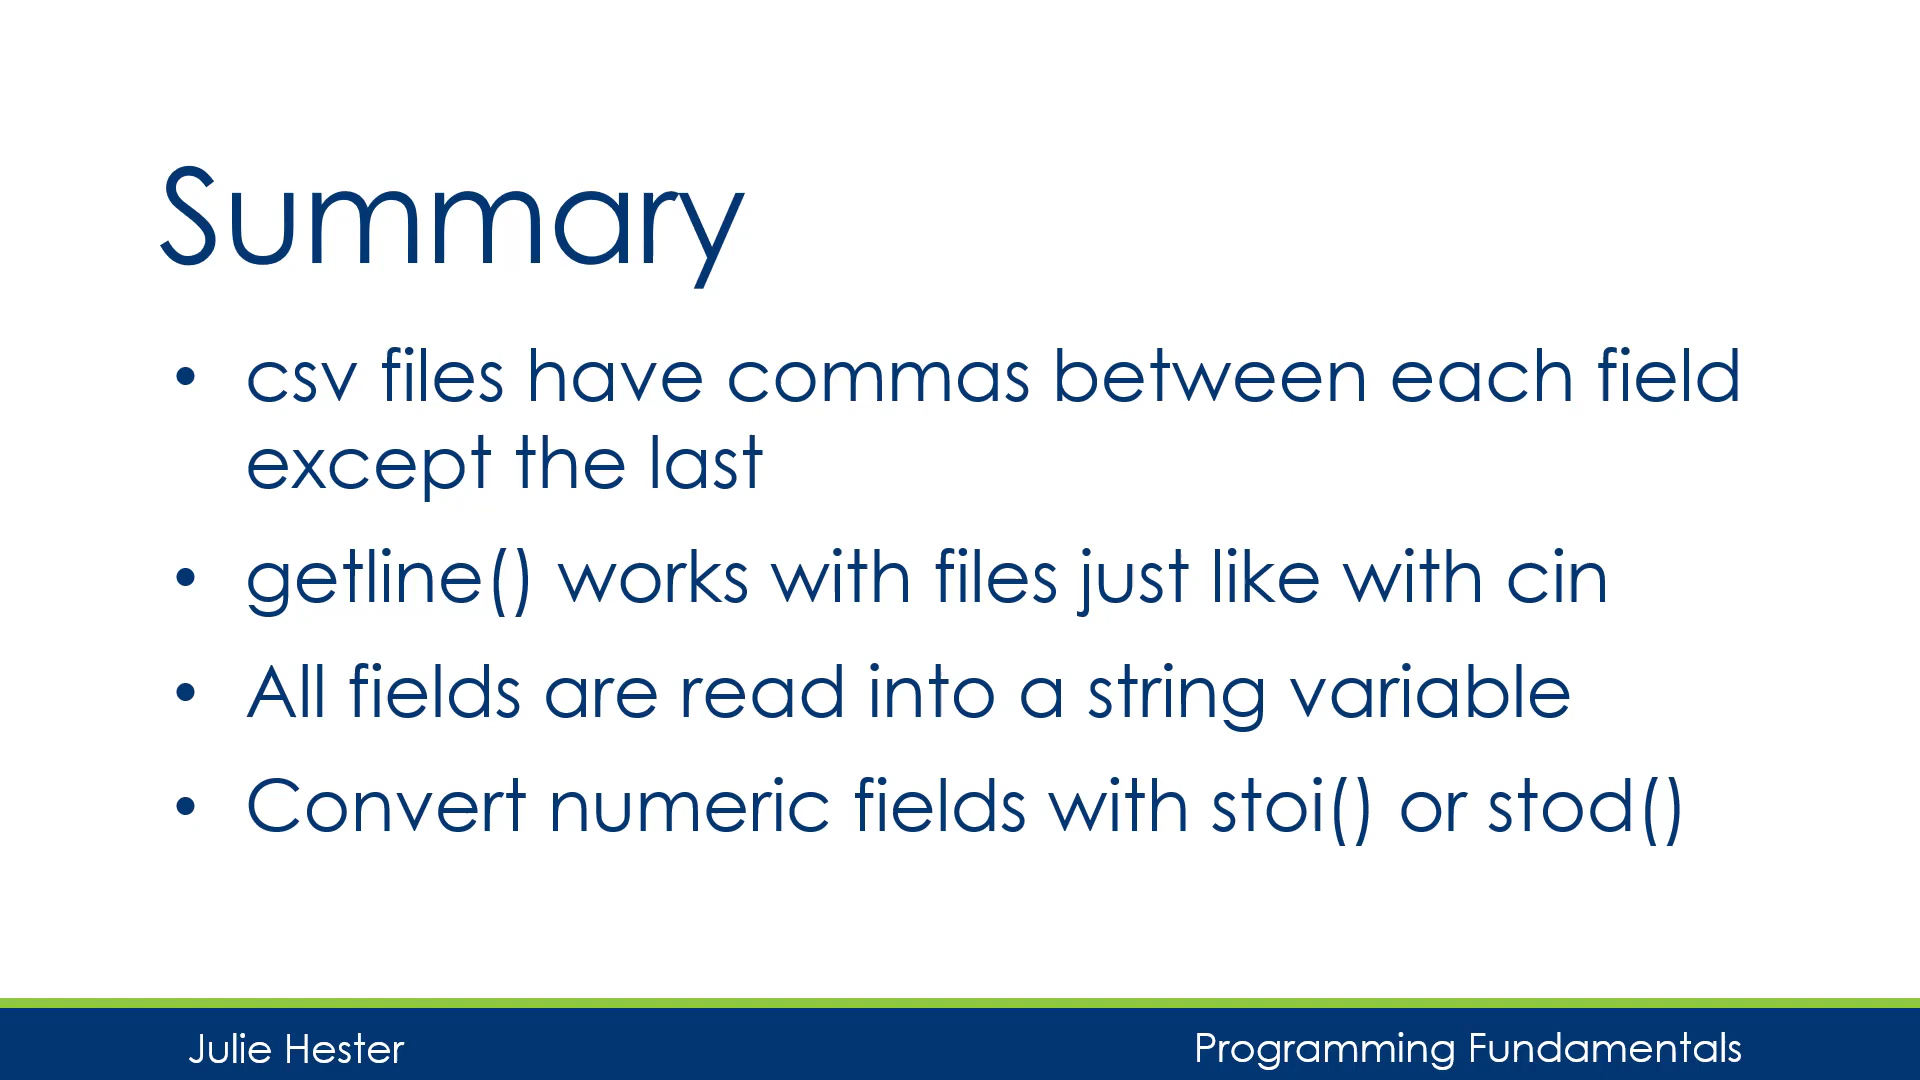 Summary
• csv files have commas between each field
except the last
• getline() works with files just like with cin
• All fields are read into a string variable
• Convert numeric fields with stoi() or stod()
Julie Hester
Programming Fundamentals